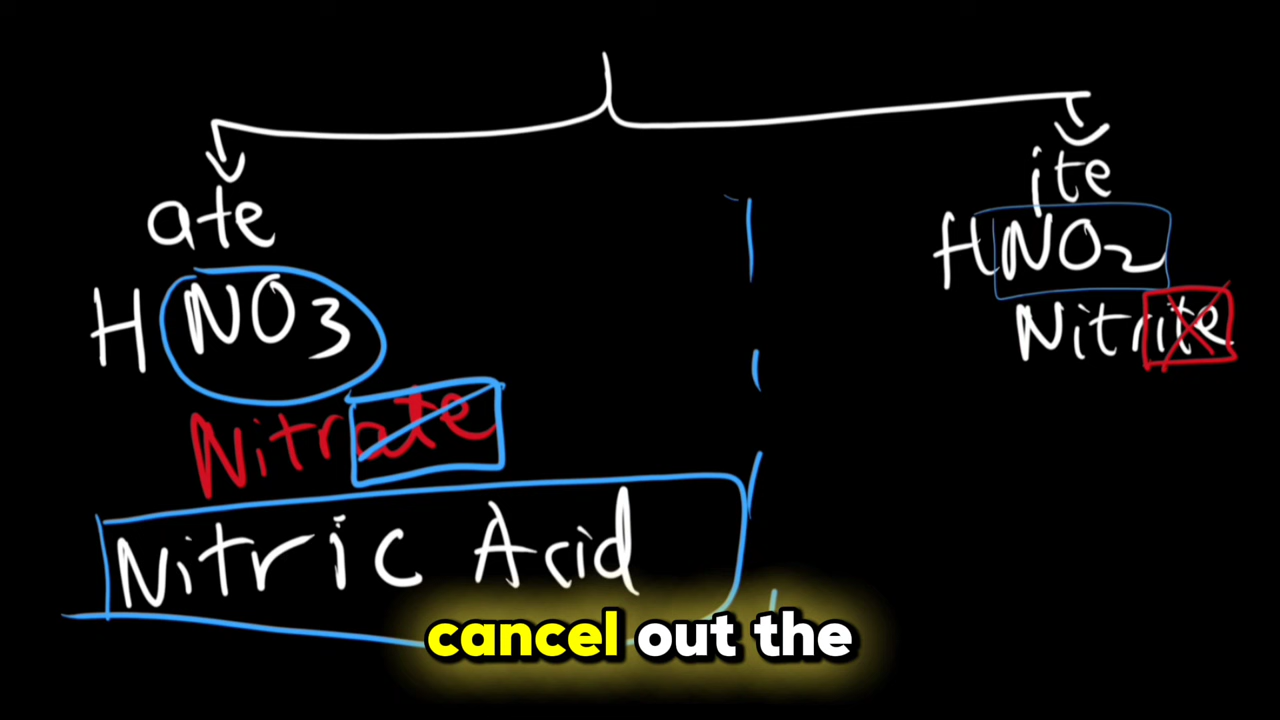 ate
HNO3
Nitrate
Nitric Acid
ite
HNO2
Nitrite
cancel out the